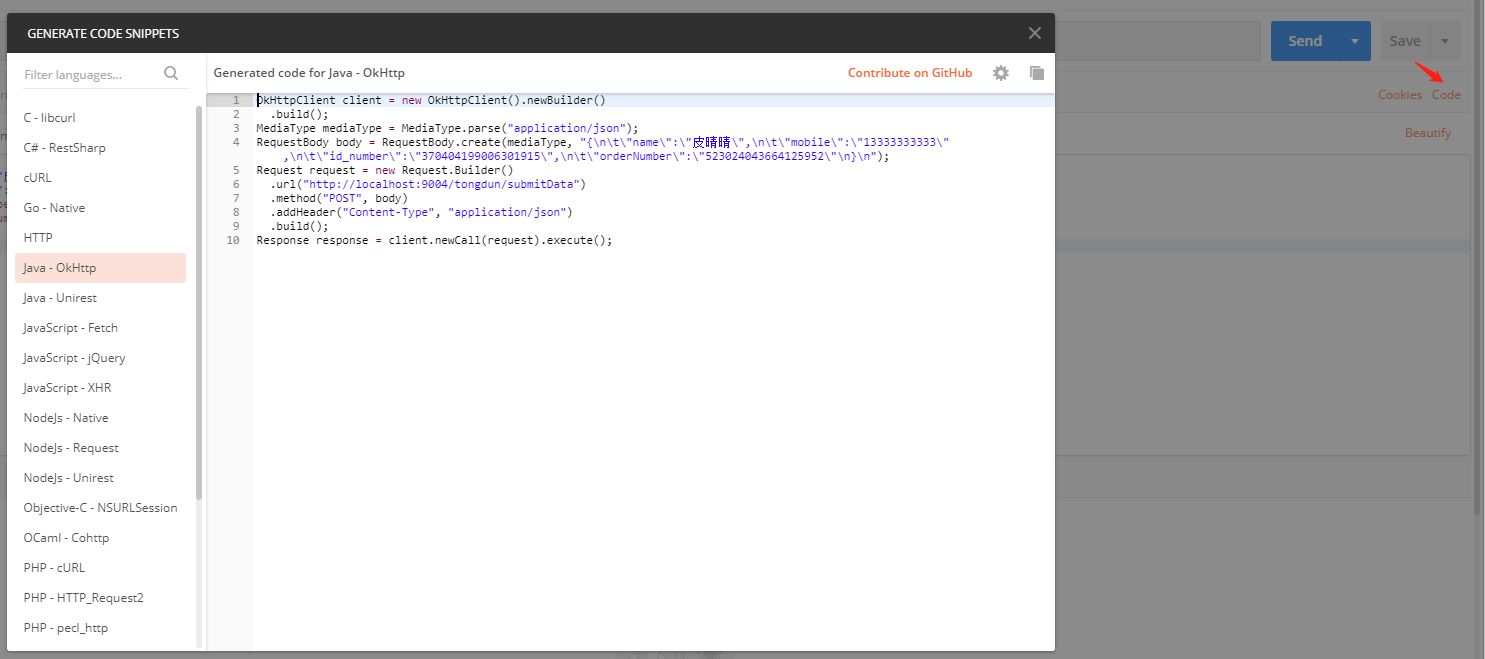 GENERATE CODE SNIPPETS
Send
Save
Filter languages...
Generated code for Java - OkHttp
Contribute on GitHub
Cookies
Code
Beautify
C - libcurl
C# - RestSharp
cURL
Go - Native
HTTP
Java - OkHttp
Java - Unirest
JavaScript - Fetch
JavaScript - jQuery
JavaScript - XHR
NodeJs - Native
NodeJs - Request
NodeJs - Unirest
Objective-C - NSURLSession
OCaml - Cohttp
PHP - cURL
PHP - HTTP_Request2
PHP - pecl_http
1 OkHttpClient client = new OkHttpClient().newBuilder()
2 .build();
3 MediaType mediaType = MediaType.parse("application/json");
4 RequestBody body = RequestBody.create(mediaType, "{\n\t\"name\":\"皮晴晴\",\n\t\"mobile\":\"13333333333\"
,\n\t\"id_number\":\"370404199006301915\",\n\t\"orderNumber\":\"523024043664125952\"\n}\n");
5 Request request = new Request.Builder()
6 .url("http://localhost:9004/tongdun/submitData")
7 .method("POST", body)
8 .addHeader("Content-Type", "application/json")
9 .build();
10 Response response = client.newCall(request).execute();